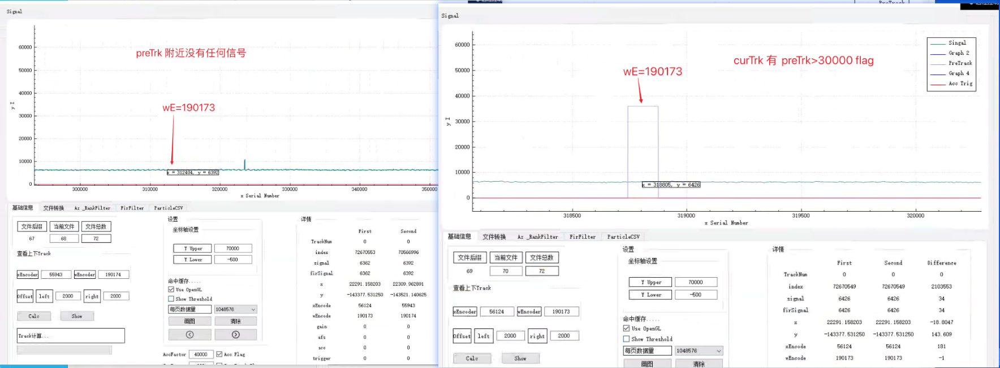 Signal
60000
50000
40000
30000
20000
10000
0
y I
preTrk 附近没有任何信号
wE=190173
x = 312404, y = 6392
300000 310000 320000 330000 340000 350000
x Serial Number
基础信息 文件转换 Az _RankFilter FirFilter ParticleCSV
文件后缀 当前文件 文件总数
67 68 72
查看上下Track
xEncoder 55943 wEncoder 190174
Offset left 2000 right 2000
Calc Show
Track计算...
设置
坐标轴设置
Y Upper 70000
Y Lower -500
命中缓存.....
Use OpenGL
Show Threshold
每页数据量 1048576
画图 清除
AccFactor 40000 Acc Flag
详情
First Second
TrackNum 0 0
index 72670553 70566996
signal 6362 6392
firSignal 6362 6392
x 22291.158203 22309.962891
y -143377.531250 -143521.140625
xEncode 56124 55943
wEncode 190173 190174
gain 0 0
afs 0 0
acc 0 0
trigger 0 0
Signal
60000
50000
40000
30000
20000
10000
0
y I
wE=190173
curTrk 有 preTrk>30000 flag
Singal
Graph 2
PreTrack
Graph 4
Acc Trig
x = 318805, y = 6426
318500 319000 319500 320000
x Serial Number
基础信息 文件转换 Az _RankFilter FirFilter ParticleCSV
文件后缀 当前文件 文件总数
69 70 72
查看上下Track
xEncoder 56124 wEncoder 190173
Offset left 2000 right 2000
Calc Show
设置
坐标轴设置
Y Upper 70000
Y Lower -500
命中缓存.....
Use OpenGL
Show Threshold
每页数据量 1048576
画图 清除
详情
First Second Difference
TrackNum 0 0 0
index 72670549 72670549 2103553
signal 6426 6426 34
firSignal 6426 6426 34
x 22291.158203 22291.158203 -18.8047
y -143377.531250 -143377.531250 143.609
xEncode 56124 56124 181
wEncode 190173 190173 -1